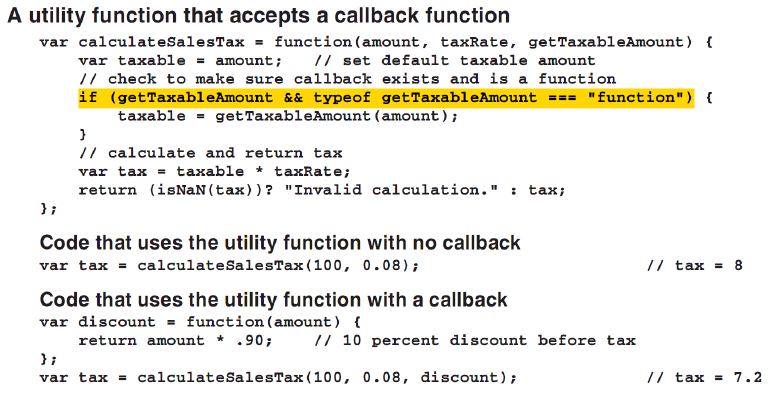 A utility function that accepts a callback function
var calculateSalesTax = function(amount, taxRate, getTaxableAmount) {
    var taxable = amount;   // set default taxable amount
    // check to make sure callback exists and is a function
    if (getTaxableAmount && typeof getTaxableAmount === "function") {
        taxable = getTaxableAmount(amount);
    }
    // calculate and return tax
    var tax = taxable * taxRate;
    return (isNaN(tax))? "Invalid calculation." : tax;
};
Code that uses the utility function with no callback
var tax = calculateSalesTax(100, 0.08);    // tax = 8
Code that uses the utility function with a callback
var discount = function(amount) {
    return amount * .90;    // 10 percent discount before tax
};
var tax = calculateSalesTax(100, 0.08, discount);    // tax = 7.2